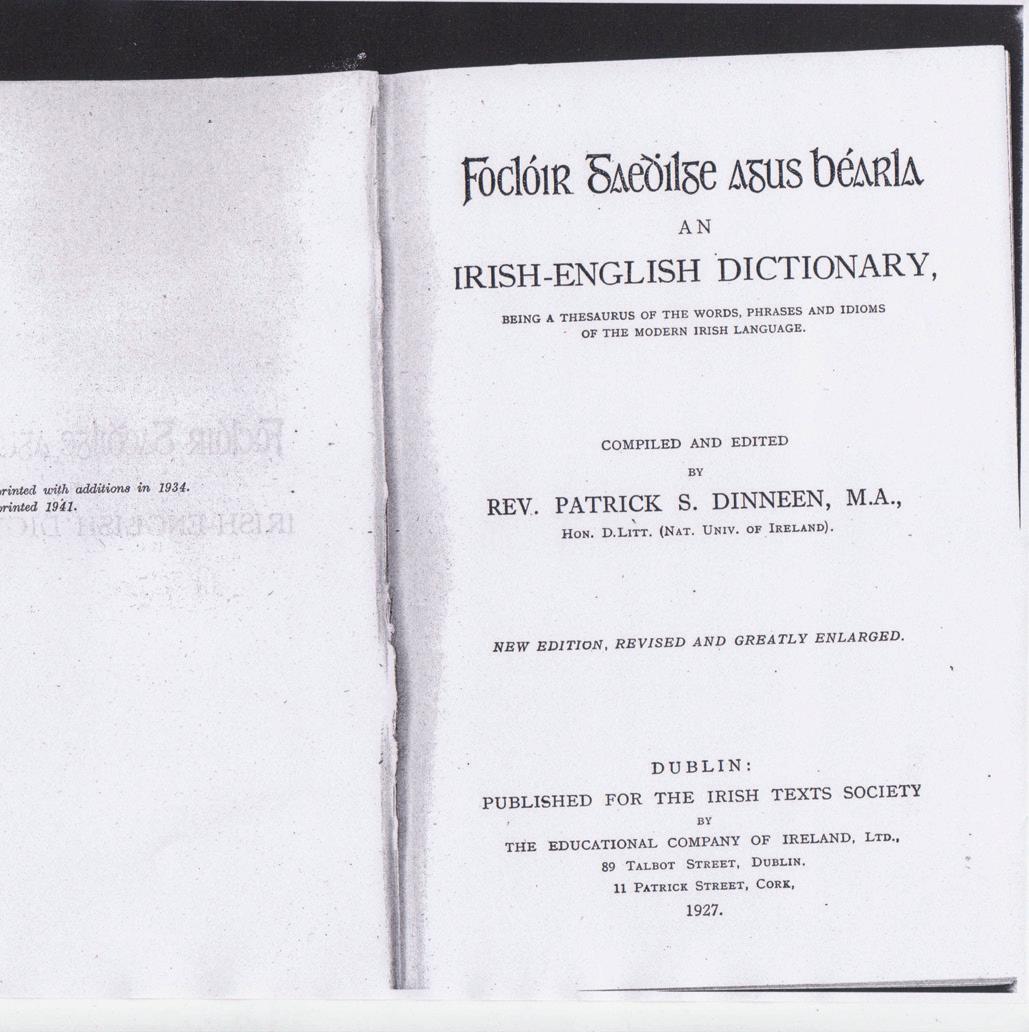 rinted with additions in 1934.
rinted 1941.
Foclóir Gaeḋilge agus Béarla
AN
IRISH-ENGLISH DICTIONARY,
BEING A THESAURUS OF THE WORDS, PHRASES AND IDIOMS
OF THE MODERN IRISH LANGUAGE.
COMPILED AND EDITED
BY
REV. PATRICK S. DINNEEN, M.A.,
HON. D.LITT. (NAT. UNIV. OF IRELAND).
NEW EDITION, REVISED AND GREATLY ENLARGED.
DUBLIN:
PUBLISHED FOR THE IRISH TEXTS SOCIETY
BY
THE EDUCATIONAL COMPANY OF IRELAND, LTD.,
89 TALBOT STREET, DUBLIN.
11 PATRICK STREET, CORK,
1927.